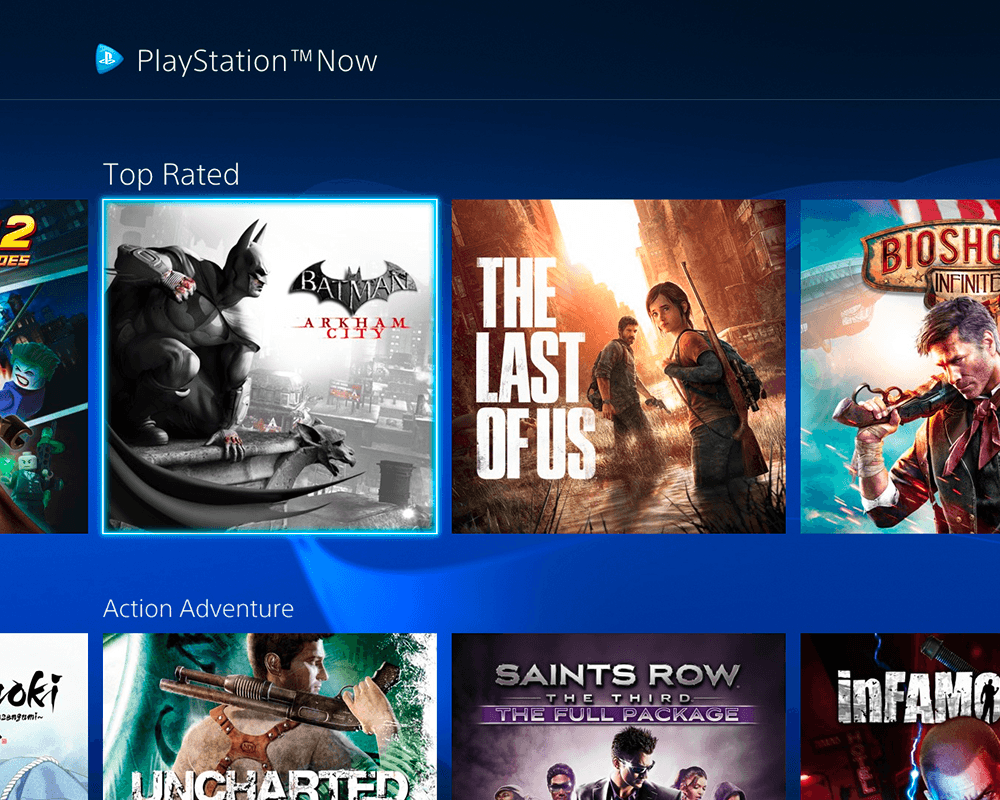 PlayStation™Now
Top Rated
2
OES
BATMAN
ARKHAM
CITY
THE
LAST
OF US
BIOSHO
INFINITE
Action Adventure
oki
UNCHARTED
SAINTS ROW
THE THIRD
THE FULL PACKAGE
inFAMO